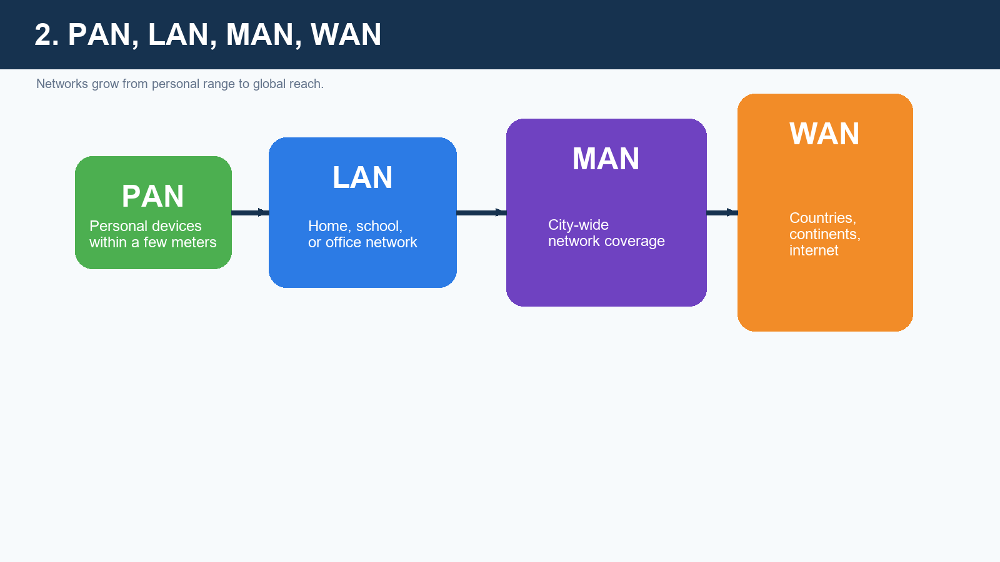 2. PAN, LAN, MAN, WAN
Networks grow from personal range to global reach.
PAN
Personal devices
within a few meters
LAN
Home, school,
or office network
MAN
City-wide
network coverage
WAN
Countries,
continents,
internet